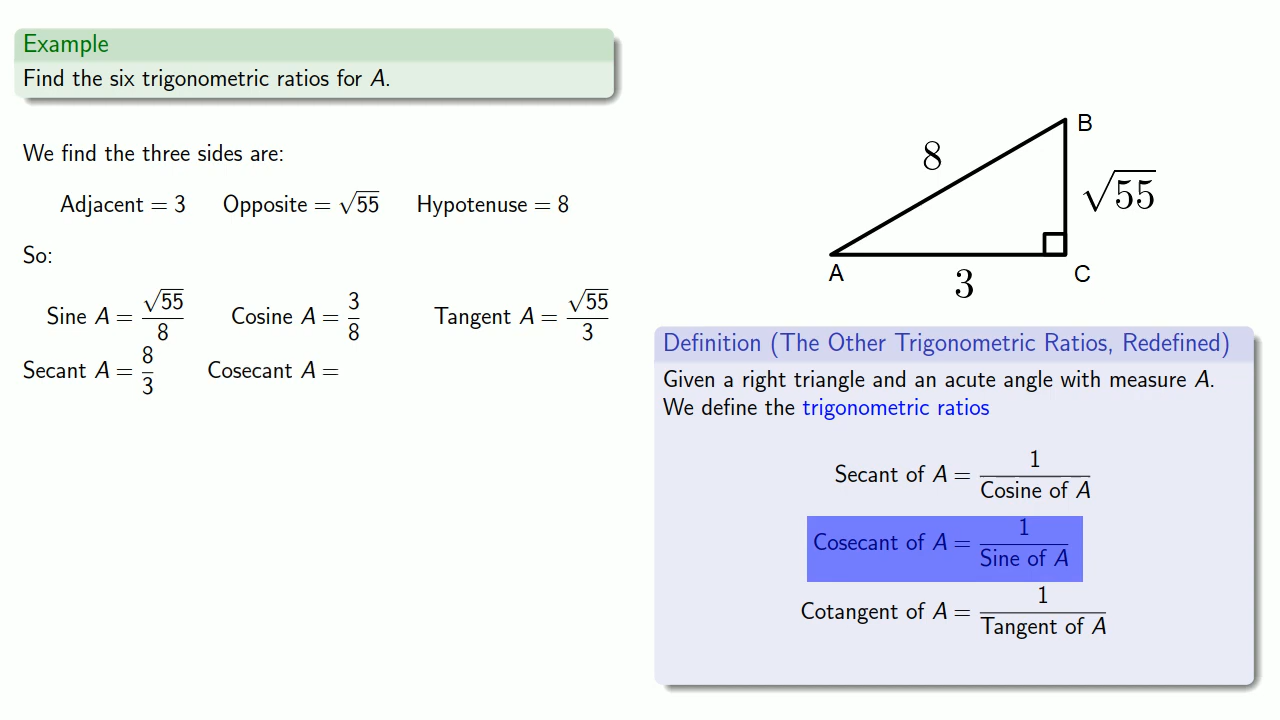 Example
Find the six trigonometric ratios for A.
We find the three sides are:
Adjacent = 3 Opposite = √55 Hypotenuse = 8
So:
Sine A = √55/8 Cosine A = 3/8 Tangent A = √55/3
Secant A = 8/3 Cosecant A =
B
8
√55
A
3
C
Definition (The Other Trigonometric Ratios, Redefined)
Given a right triangle and an acute angle with measure A.
We define the trigonometric ratios
Secant of A = 1/Cosine of A
Cosecant of A = 1/Sine of A
Cotangent of A = 1/Tangent of A